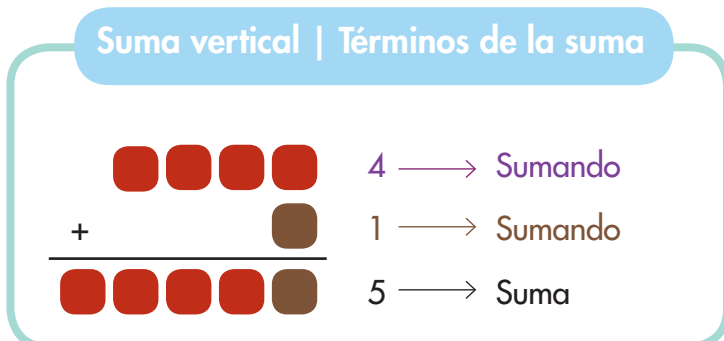 Suma vertical | Términos de la suma
4 → Sumando
+ 1 → Sumando
5 → Suma